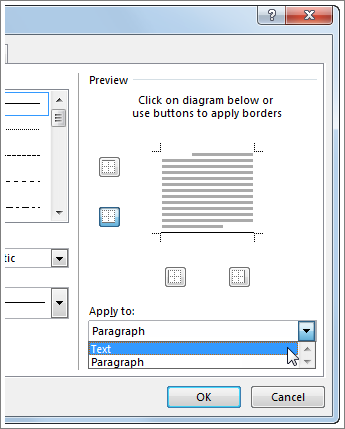 ?
Preview
Click on diagram below or
use buttons to apply borders
tic
Apply to:
Paragraph
Text
Paragraph
OK
Cancel